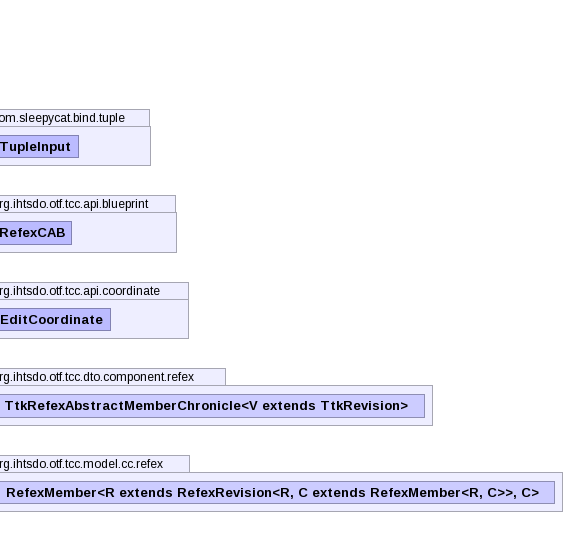 om.sleepycat.bind.tuple
TupleInput
rg.ihtsdo.otf.tcc.api.blueprint
RefexCAB
rg.ihtsdo.otf.tcc.api.coordinate
EditCoordinate
rg.ihtsdo.otf.tcc.dto.component.refex
TtkRefexAbstractMemberChronicle<V extends TtkRevision>
rg.ihtsdo.otf.tcc.model.cc.refex
RefexMember<R extends RefexRevision<R, C extends RefexMember<R, C>>, C>